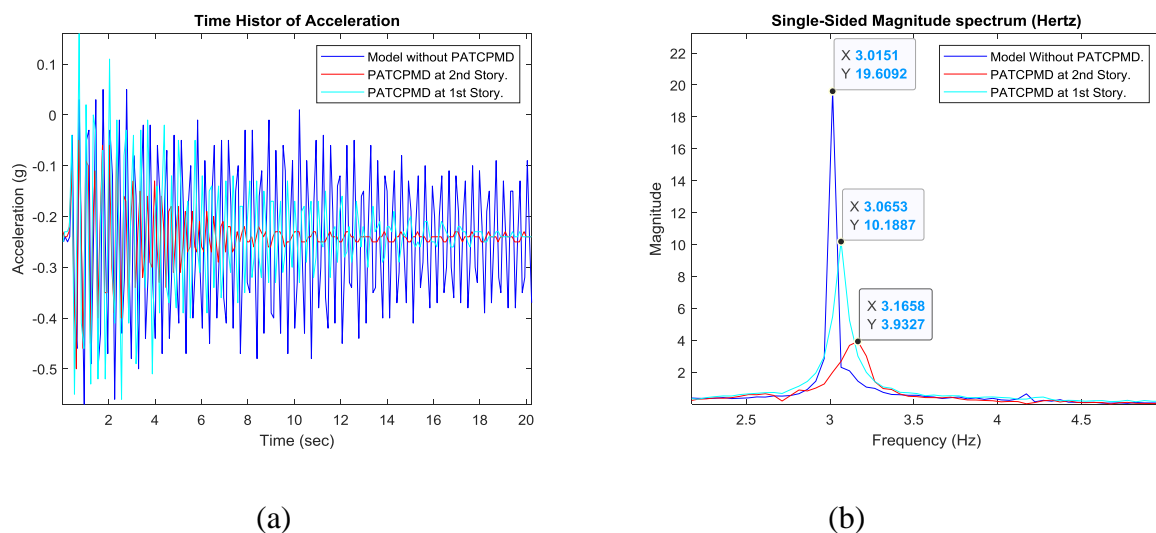 Time Histor of Acceleration
Model without PATCPMD
PATCPMD at 2nd Story.
PATCPMD at 1st Story.
Acceleration (g)
0.1
0
-0.1
-0.2
-0.3
-0.4
-0.5
2 4 6 8 10 12 14 16 18 20
Time (sec)
(a)
Single-Sided Magnitude spectrum (Hertz)
Model Without PATCPMD.
PATCPMD at 2nd Story.
PATCPMD at 1st Story.
X 3.0151
Y 19.6092
X 3.0653
Y 10.1887
X 3.1658
Y 3.9327
Magnitude
22
20
18
16
14
12
10
8
6
4
2
2.5 3 3.5 4 4.5
Frequency (Hz)
(b)